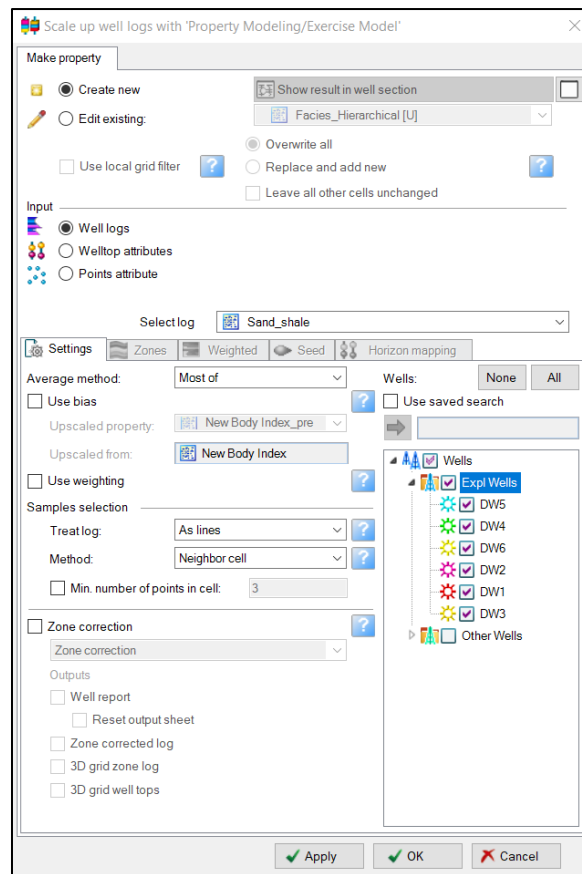 Scale up well logs with 'Property Modeling/Exercise Model'
Make property
Create new
Show result in well section
Edit existing:
Facies_Hierarchical [U]
Overwrite all
Use local grid filter
?
Replace and add new
?
Leave all other cells unchanged
Input
Well logs
Welltop attributes
Points attribute
Select log
Sand_shale
Settings
Zones
Weighted
Seed
Horizon mapping
Average method:
Most of
Wells:
None
All
Use bias
?
Use saved search
Upscaled property:
New Body Index_pre
Upscaled from:
New Body Index
Use weighting
?
Wells
Samples selection
Expl Wells
Treat log:
As lines
?
DW5
DW4
Method:
Neighbor cell
?
DW6
Min. number of points in cell:
3
DW2
DW1
DW3
Zone correction
?
Other Wells
Zone correction
Outputs
Well report
Reset output sheet
Zone corrected log
3D grid zone log
3D grid well tops
Apply
OK
Cancel